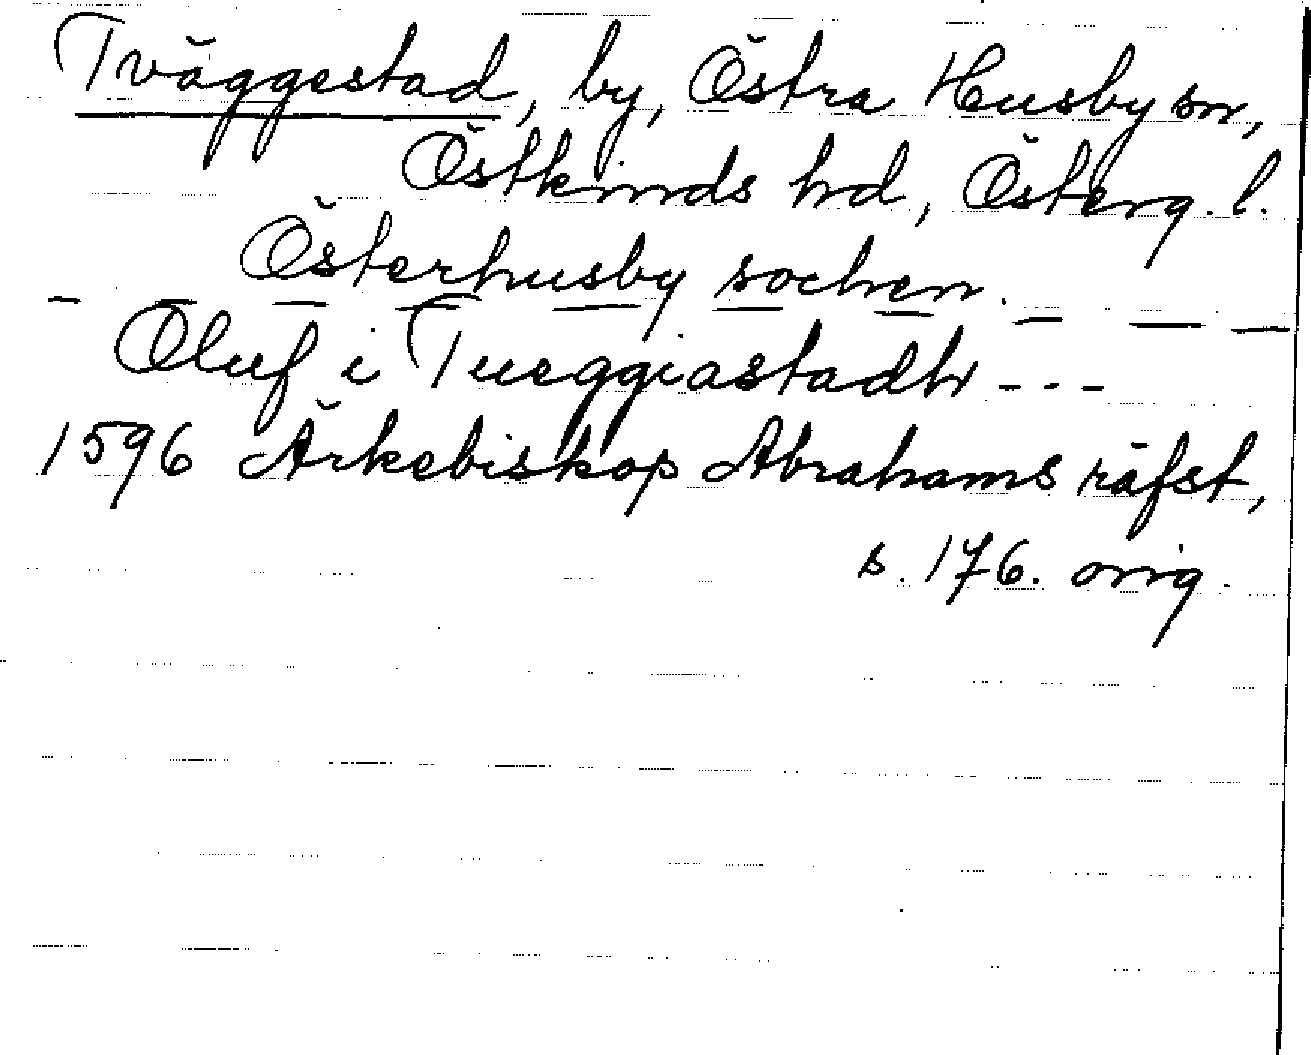 Tväggestad, by, Östra Husby sn,
Östkinds hd, Österg. l.
Österhusby sochen.
Oluf i Tueggiastadh - - -
1596 Ärkebiskop Abrahams räfst,
s. 176. orig.